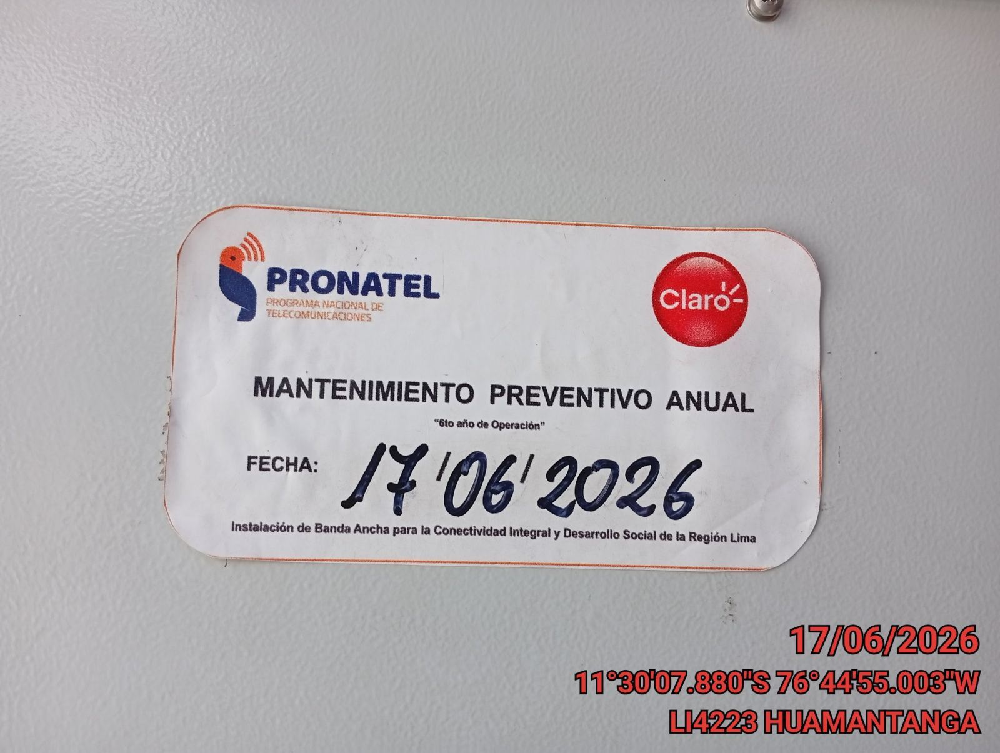 PRONATEL
PROGRAMA NACIONAL DE
TELECOMUNICACIONES
Claro
MANTENIMIENTO PREVENTIVO ANUAL
"6to año de Operación"
FECHA: 17/06/2026
Instalación de Banda Ancha para la Conectividad Integral y Desarrollo Social de la Región Lima
17/06/2026
11°30'07.880"S 76°44'55.003"W
LI4223 HUAMANTANGA